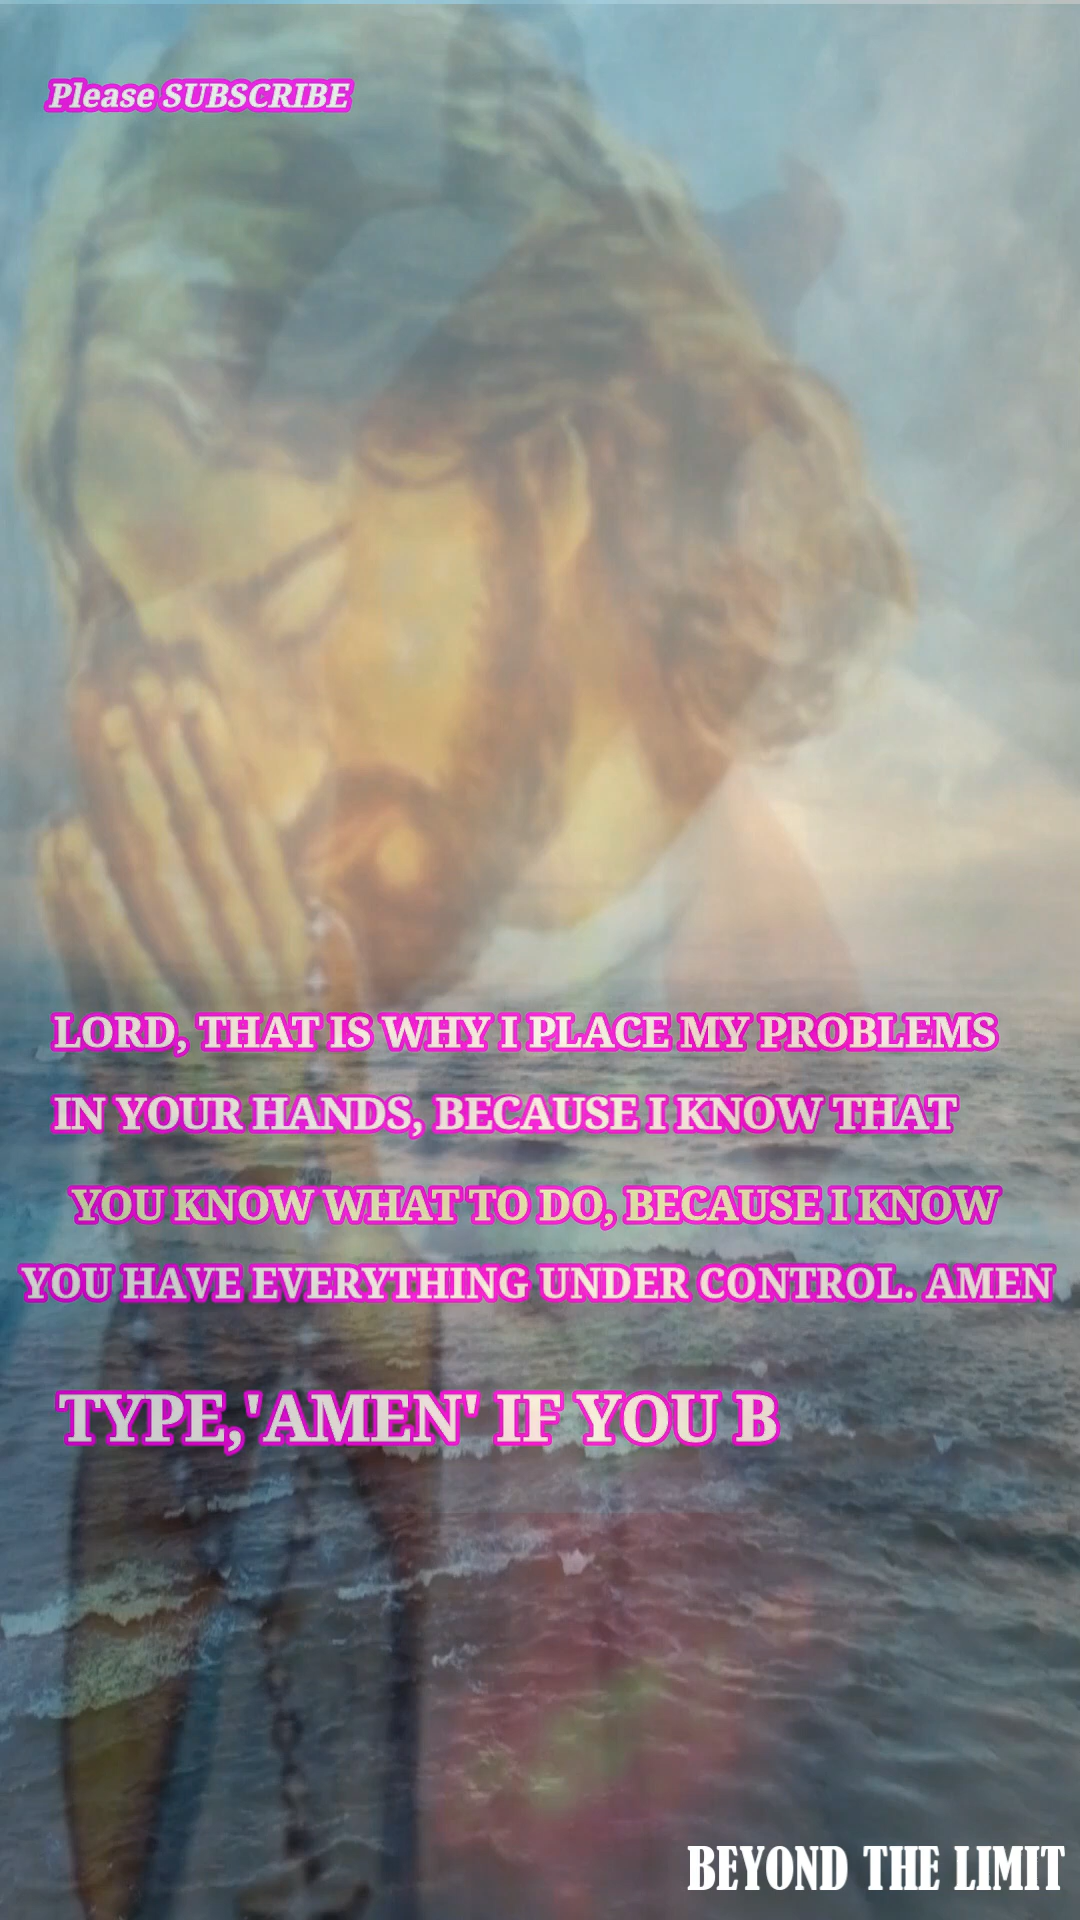 Please SUBSCRIBE
LORD, THAT IS WHY I PLACE MY PROBLEMS
IN YOUR HANDS, BECAUSE I KNOW THAT
YOU KNOW WHAT TO DO, BECAUSE I KNOW
YOU HAVE EVERYTHING UNDER CONTROL. AMEN
TYPE,'AMEN' IF YOU B
BEYOND THE LIMIT